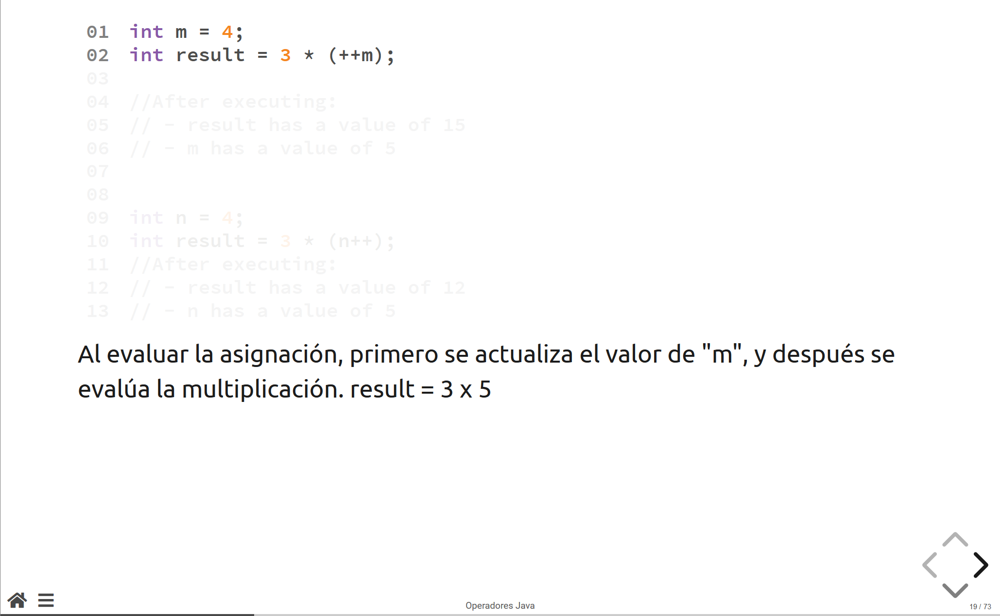 01 int m = 4;
02 int result = 3 * (++m);
03
04 //After executing:
05 // - result has a value of 15
06 // - m has a value of 5
07
08
09 int n = 4;
10 int result = 3 * (n++);
11 //After executing:
12 // - result has a value of 12
13 // - n has a value of 5
Al evaluar la asignación, primero se actualiza el valor de "m", y después se
evalúa la multiplicación. result = 3 x 5
Operadores Java
19 / 73